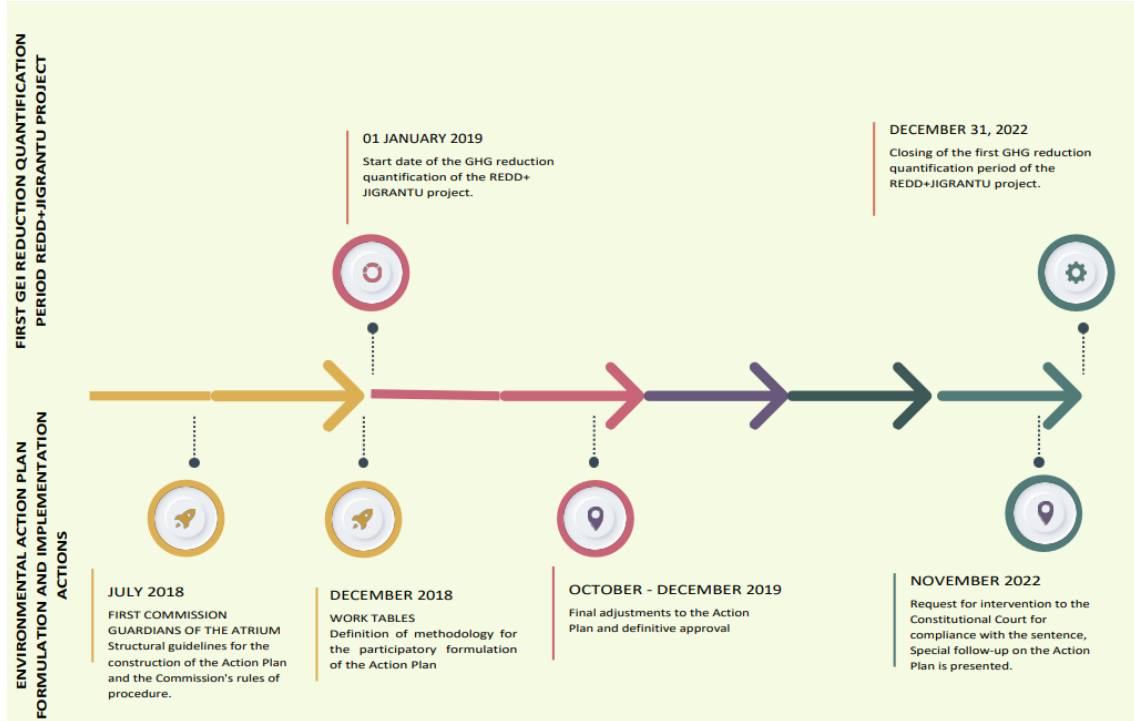 FIRST GEI REDUCTION QUANTIFICATION
PERIOD REDD+JIGRANTU PROJECT
01 JANUARY 2019
Start date of the GHG reduction
quantification of the REDD+
JIGRANTU project.
DECEMBER 31, 2022
Closing of the first GHG reduction
quantification period of the
REDD+JIGRANTU project.
ENVIRONMENTAL ACTION PLAN
FORMULATION AND IMPLEMENTATION
ACTIONS
JULY 2018
FIRST COMMISSION
GUARDIANS OF THE ATRIUM
Structural guidelines for the
construction of the Action Plan
and the Commission's rules of
procedure.
DECEMBER 2018
WORK TABLES
Definition of methodology for
the participatory formulation
of the Action Plan
OCTOBER - DECEMBER 2019
Final adjustments to the Action
Plan and definitive approval
NOVEMBER 2022
Request for intervention to the
Constitutional Court for
compliance with the sentence,
Special follow-up on the Action
Plan is presented.